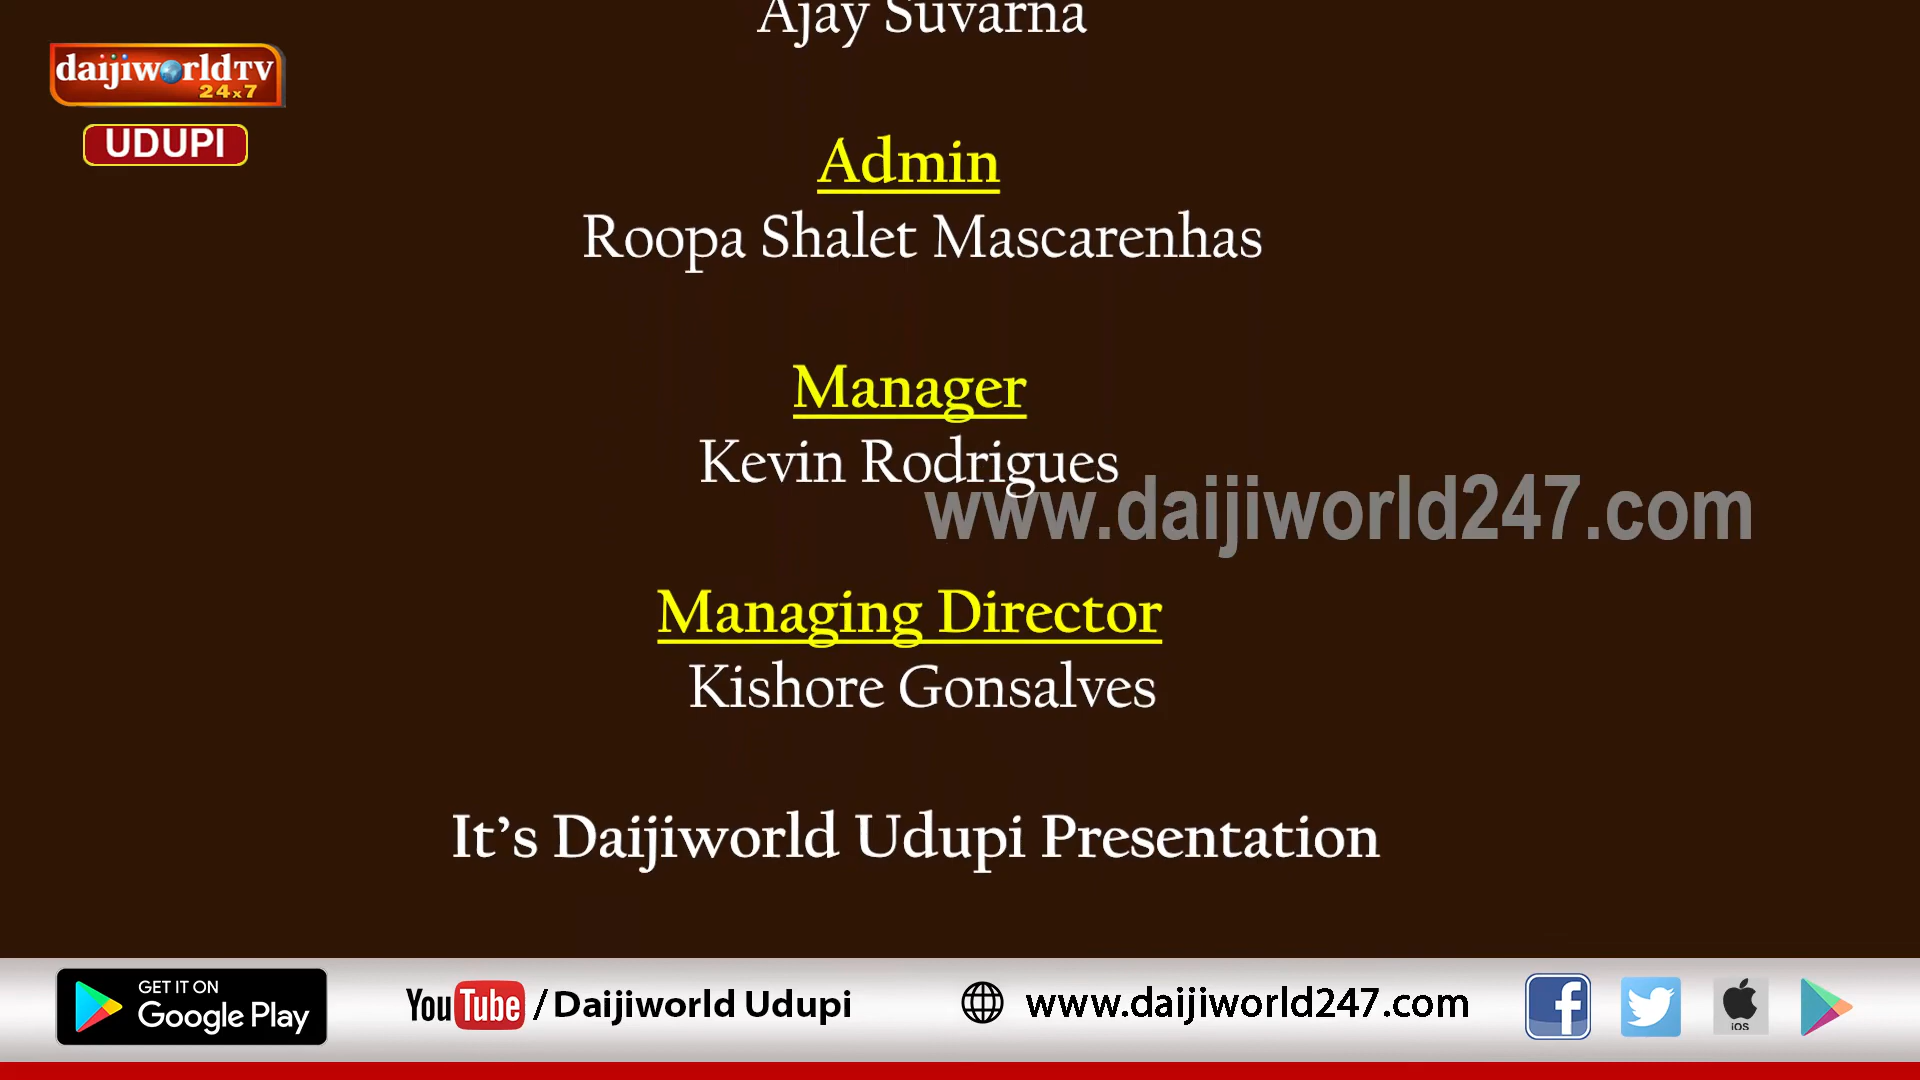 Ajay Suvarna
daijiworldTV
24x7
UDUPI
Admin
Roopa Shalet Mascarenhas
Manager
Kevin Rodrigues
www.daijiworld247.com
Managing Director
Kishore Gonsalves
It's Daijiworld Udupi Presentation
GET IT ON
Google Play
YouTube /Daijiworld Udupi
www.daijiworld247.com
f
iOS